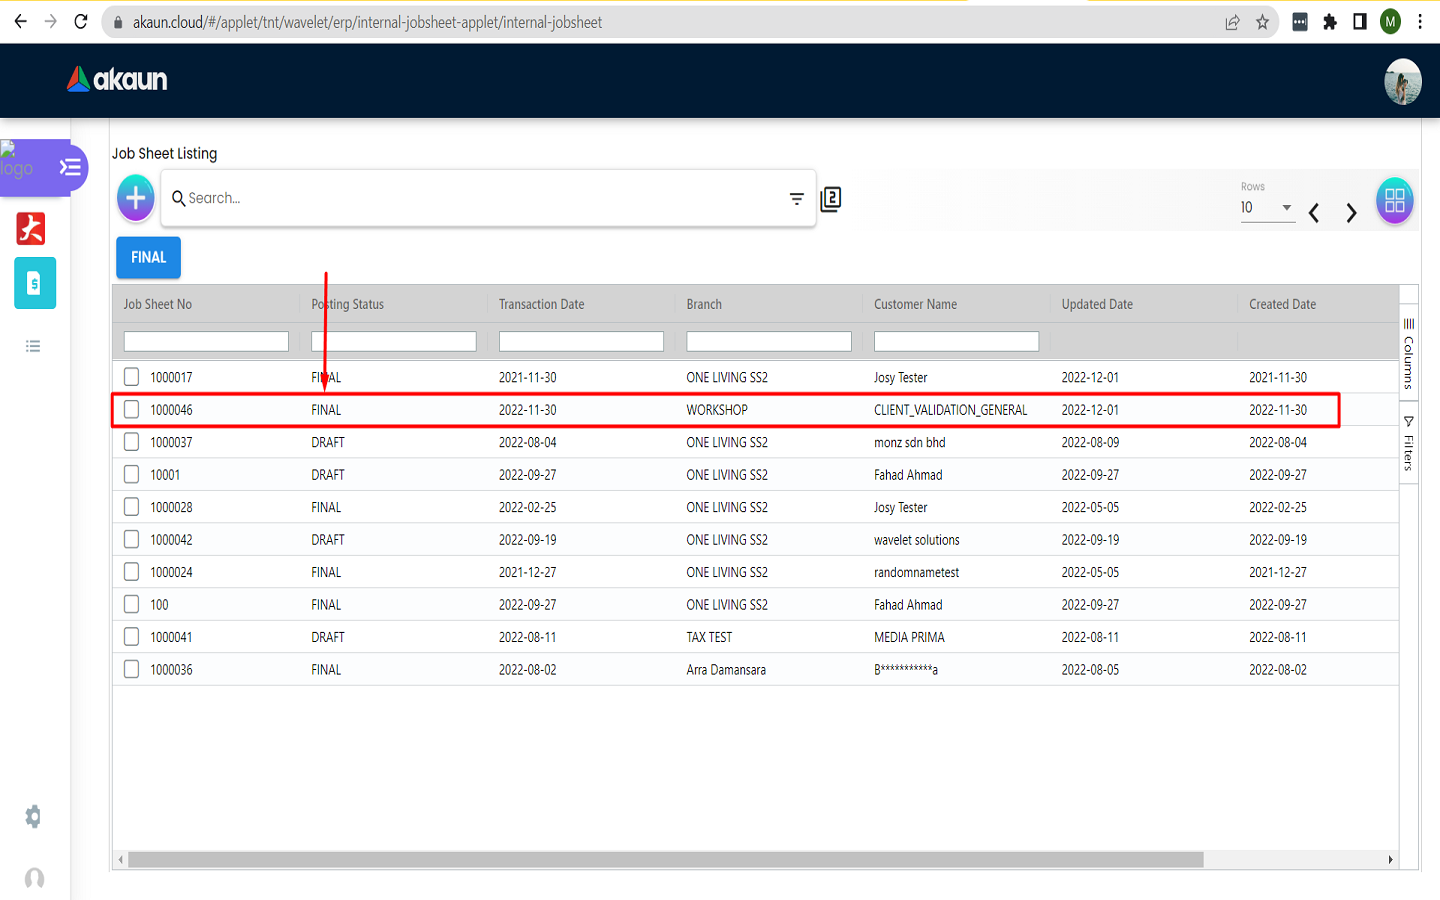 akaun.cloud/#/applet/tnt/wavelet/erp/internal-jobsheet-applet/internal-jobsheet
M
akaun
logo
Job Sheet Listing
Search...
2
Rows
10
FINAL
Job Sheet No Posting Status Transaction Date Branch Customer Name Updated Date Created Date
1000017 FINAL 2021-11-30 ONE LIVING SS2 Josy Tester 2022-12-01 2021-11-30
1000046 FINAL 2022-11-30 WORKSHOP CLIENT_VALIDATION_GENERAL 2022-12-01 2022-11-30
1000037 DRAFT 2022-08-04 ONE LIVING SS2 monz sdn bhd 2022-08-09 2022-08-04
10001 DRAFT 2022-09-27 ONE LIVING SS2 Fahad Ahmad 2022-09-27 2022-09-27
1000028 FINAL 2022-02-25 ONE LIVING SS2 Josy Tester 2022-05-05 2022-02-25
1000042 DRAFT 2022-09-19 ONE LIVING SS2 wavelet solutions 2022-09-19 2022-09-19
1000024 FINAL 2021-12-27 ONE LIVING SS2 randomnametest 2022-05-05 2021-12-27
100 FINAL 2022-09-27 ONE LIVING SS2 Fahad Ahmad 2022-09-27 2022-09-27
1000041 DRAFT 2022-08-11 TAX TEST MEDIA PRIMA 2022-08-11 2022-08-11
1000036 FINAL 2022-08-02 Arra Damansara B***********a 2022-08-05 2022-08-02
Columns
Filters